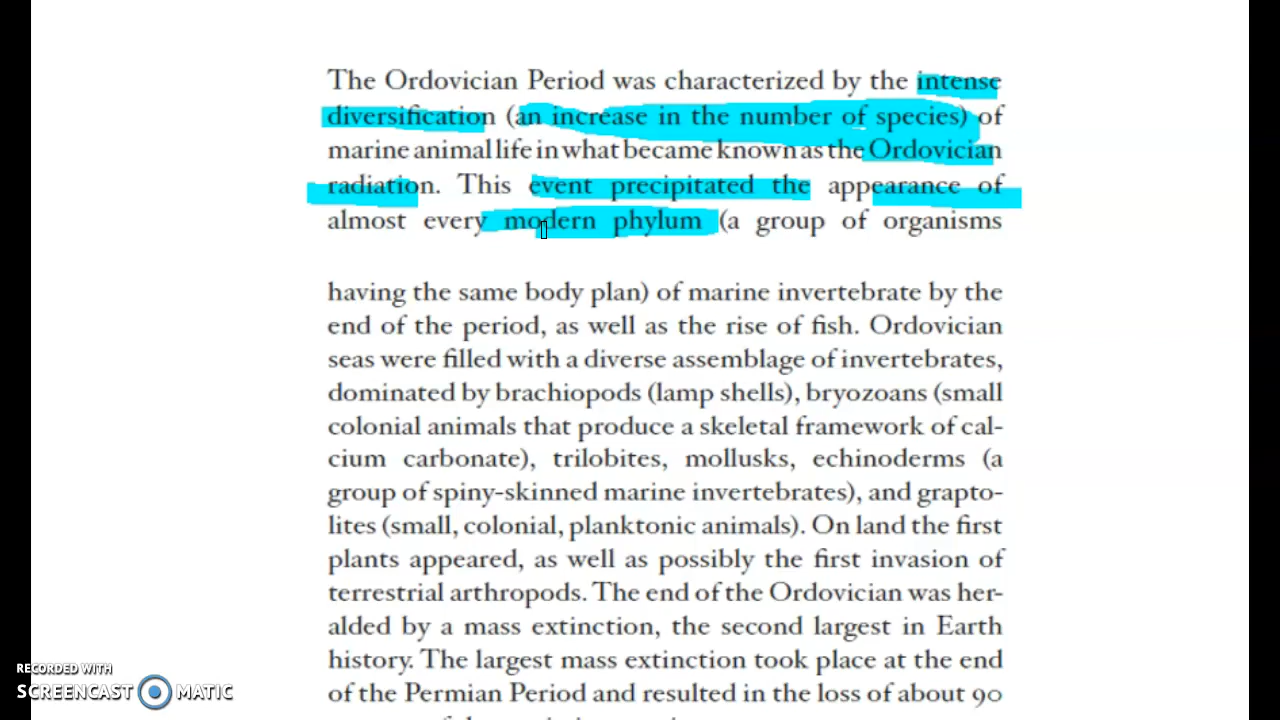 The Ordovician Period was characterized by the intense
diversification (an increase in the number of species) of
marine animal life in what became known as the Ordovician
radiation. This event precipitated the appearance of
almost every modern phylum (a group of organisms
having the same body plan) of marine invertebrate by the
end of the period, as well as the rise of fish. Ordovician
seas were filled with a diverse assemblage of invertebrates,
dominated by brachiopods (lamp shells), bryozoans (small
colonial animals that produce a skeletal framework of cal-
cium carbonate), trilobites, mollusks, echinoderms (a
group of spiny-skinned marine invertebrates), and grapto-
lites (small, colonial, planktonic animals). On land the first
plants appeared, as well as possibly the first invasion of
terrestrial arthropods. The end of the Ordovician was her-
alded by a mass extinction, the second largest in Earth
history. The largest mass extinction took place at the end
of the Permian Period and resulted in the loss of about 90
RECORDED WITH
SCREENCAST MATIC